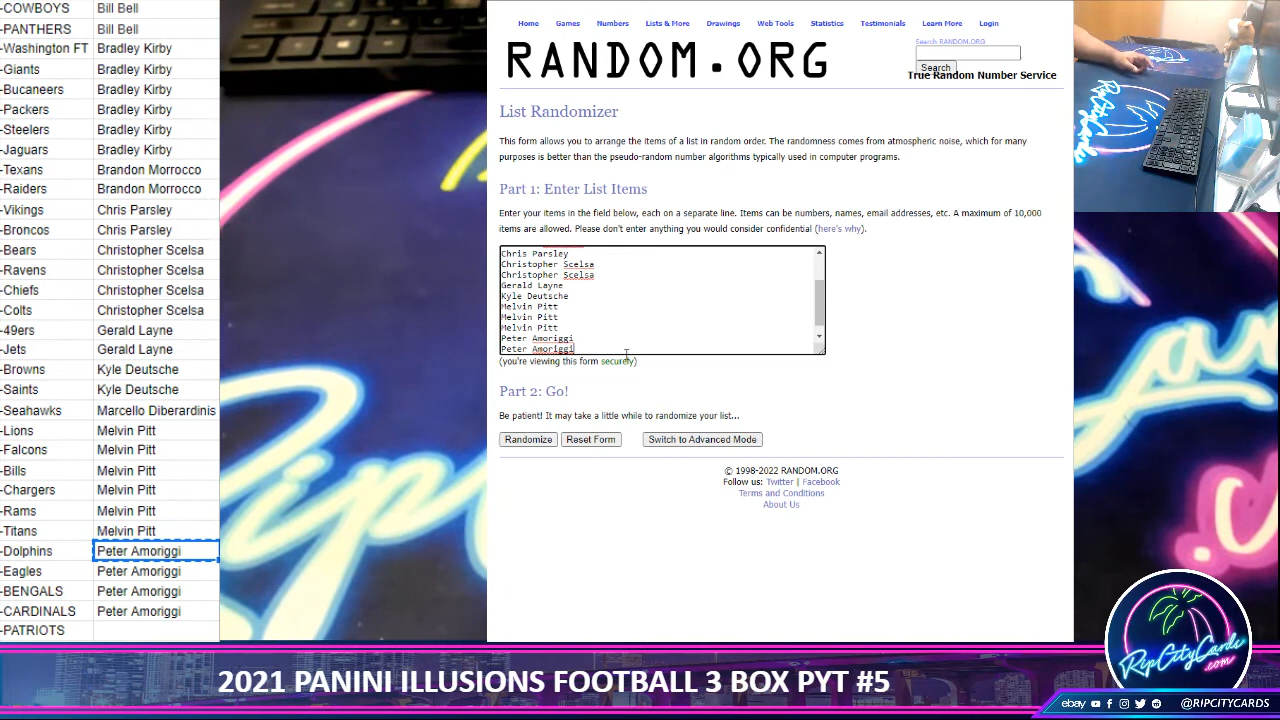 -COWBOYS Bill Bell
-PANTHERS Bill Bell
-Washington FT Bradley Kirby
-Giants Bradley Kirby
-Bucaneers Bradley Kirby
-Packers Bradley Kirby
-Steelers Bradley Kirby
-Jaguars Bradley Kirby
-Texans Brandon Morrocco
-Raiders Brandon Morrocco
-Vikings Chris Parsley
-Broncos Chris Parsley
-Bears Christopher Scelsa
-Ravens Christopher Scelsa
-Chiefs Christopher Scelsa
-Colts Christopher Scelsa
-49ers Gerald Layne
-Jets Gerald Layne
-Browns Kyle Deutsche
-Saints Kyle Deutsche
-Seahawks Marcello Diberardinis
-Lions Melvin Pitt
-Falcons Melvin Pitt
-Bills Melvin Pitt
-Chargers Melvin Pitt
-Rams Melvin Pitt
-Titans Melvin Pitt
-Dolphins Peter Amoriggi
-Eagles Peter Amoriggi
-BENGALS Peter Amoriggi
-CARDINALS Peter Amoriggi
-PATRIOTS
Home Games Numbers Lists & More Drawings Web Tools Statistics Testimonials Learn More Login
RANDOM.ORG
Search RANDOM.ORG
Search
True Random Number Service
List Randomizer
This form allows you to arrange the items of a list in random order. The randomness comes from atmospheric noise, which for many
purposes is better than the pseudo-random number algorithms typically used in computer programs.
Part 1: Enter List Items
Enter your items in the field below, each on a separate line. Items can be numbers, names, email addresses, etc. A maximum of 10,000
items are allowed. Please don't enter anything you would consider confidential (here's why).
Chris Parsley
Christopher Scelsa
Christopher Scelsa
Gerald Layne
Kyle Deutsche
Melvin Pitt
Melvin Pitt
Melvin Pitt
Peter Amoriggi
Peter Amoriggi
(you're viewing this form securely)
Part 2: Go!
Be patient! It may take a little while to randomize your list...
Randomize Reset Form Switch to Advanced Mode
© 1998-2022 RANDOM.ORG
Follow us: Twitter | Facebook
Terms and Conditions
About Us
RipCityCards
RipCityCards
.com
2021 PANINI ILLUSIONS FOOTBALL 3 BOX PYT #5
ebay @RIPCITYCARDS